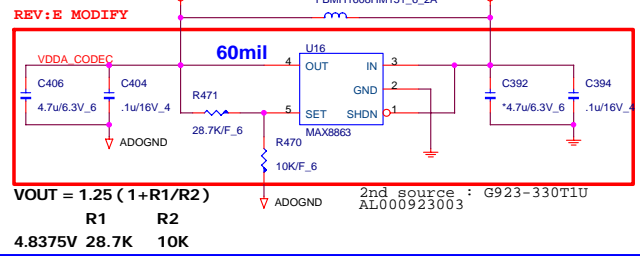 REV:E MODIFY
VDDA_CODEC
60mil
U16
4 OUT IN 3
GND 2
5 SET SHDN 1
MAX8863
C406
4.7u/6.3V_6
C404
.1u/16V_4
R471
28.7K/F_6
R470
10K/F_6
ADOGND
ADOGND
C392
*4.7u/6.3V_6
C394
.1u/16V_4
VOUT = 1.25 ( 1+R1/R2 )
R1 R2
4.8375V 28.7K 10K
2nd source : G923-330T1U
AL000923003